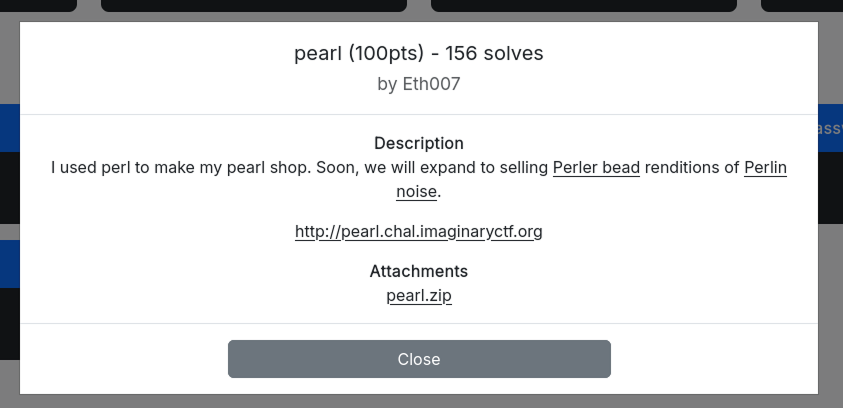 pearl (100pts) - 156 solves
by Eth007
Description
I used perl to make my pearl shop. Soon, we will expand to selling Perler bead renditions of Perlin
noise.
http://pearl.chal.imaginaryctf.org
Attachments
pearl.zip
Close